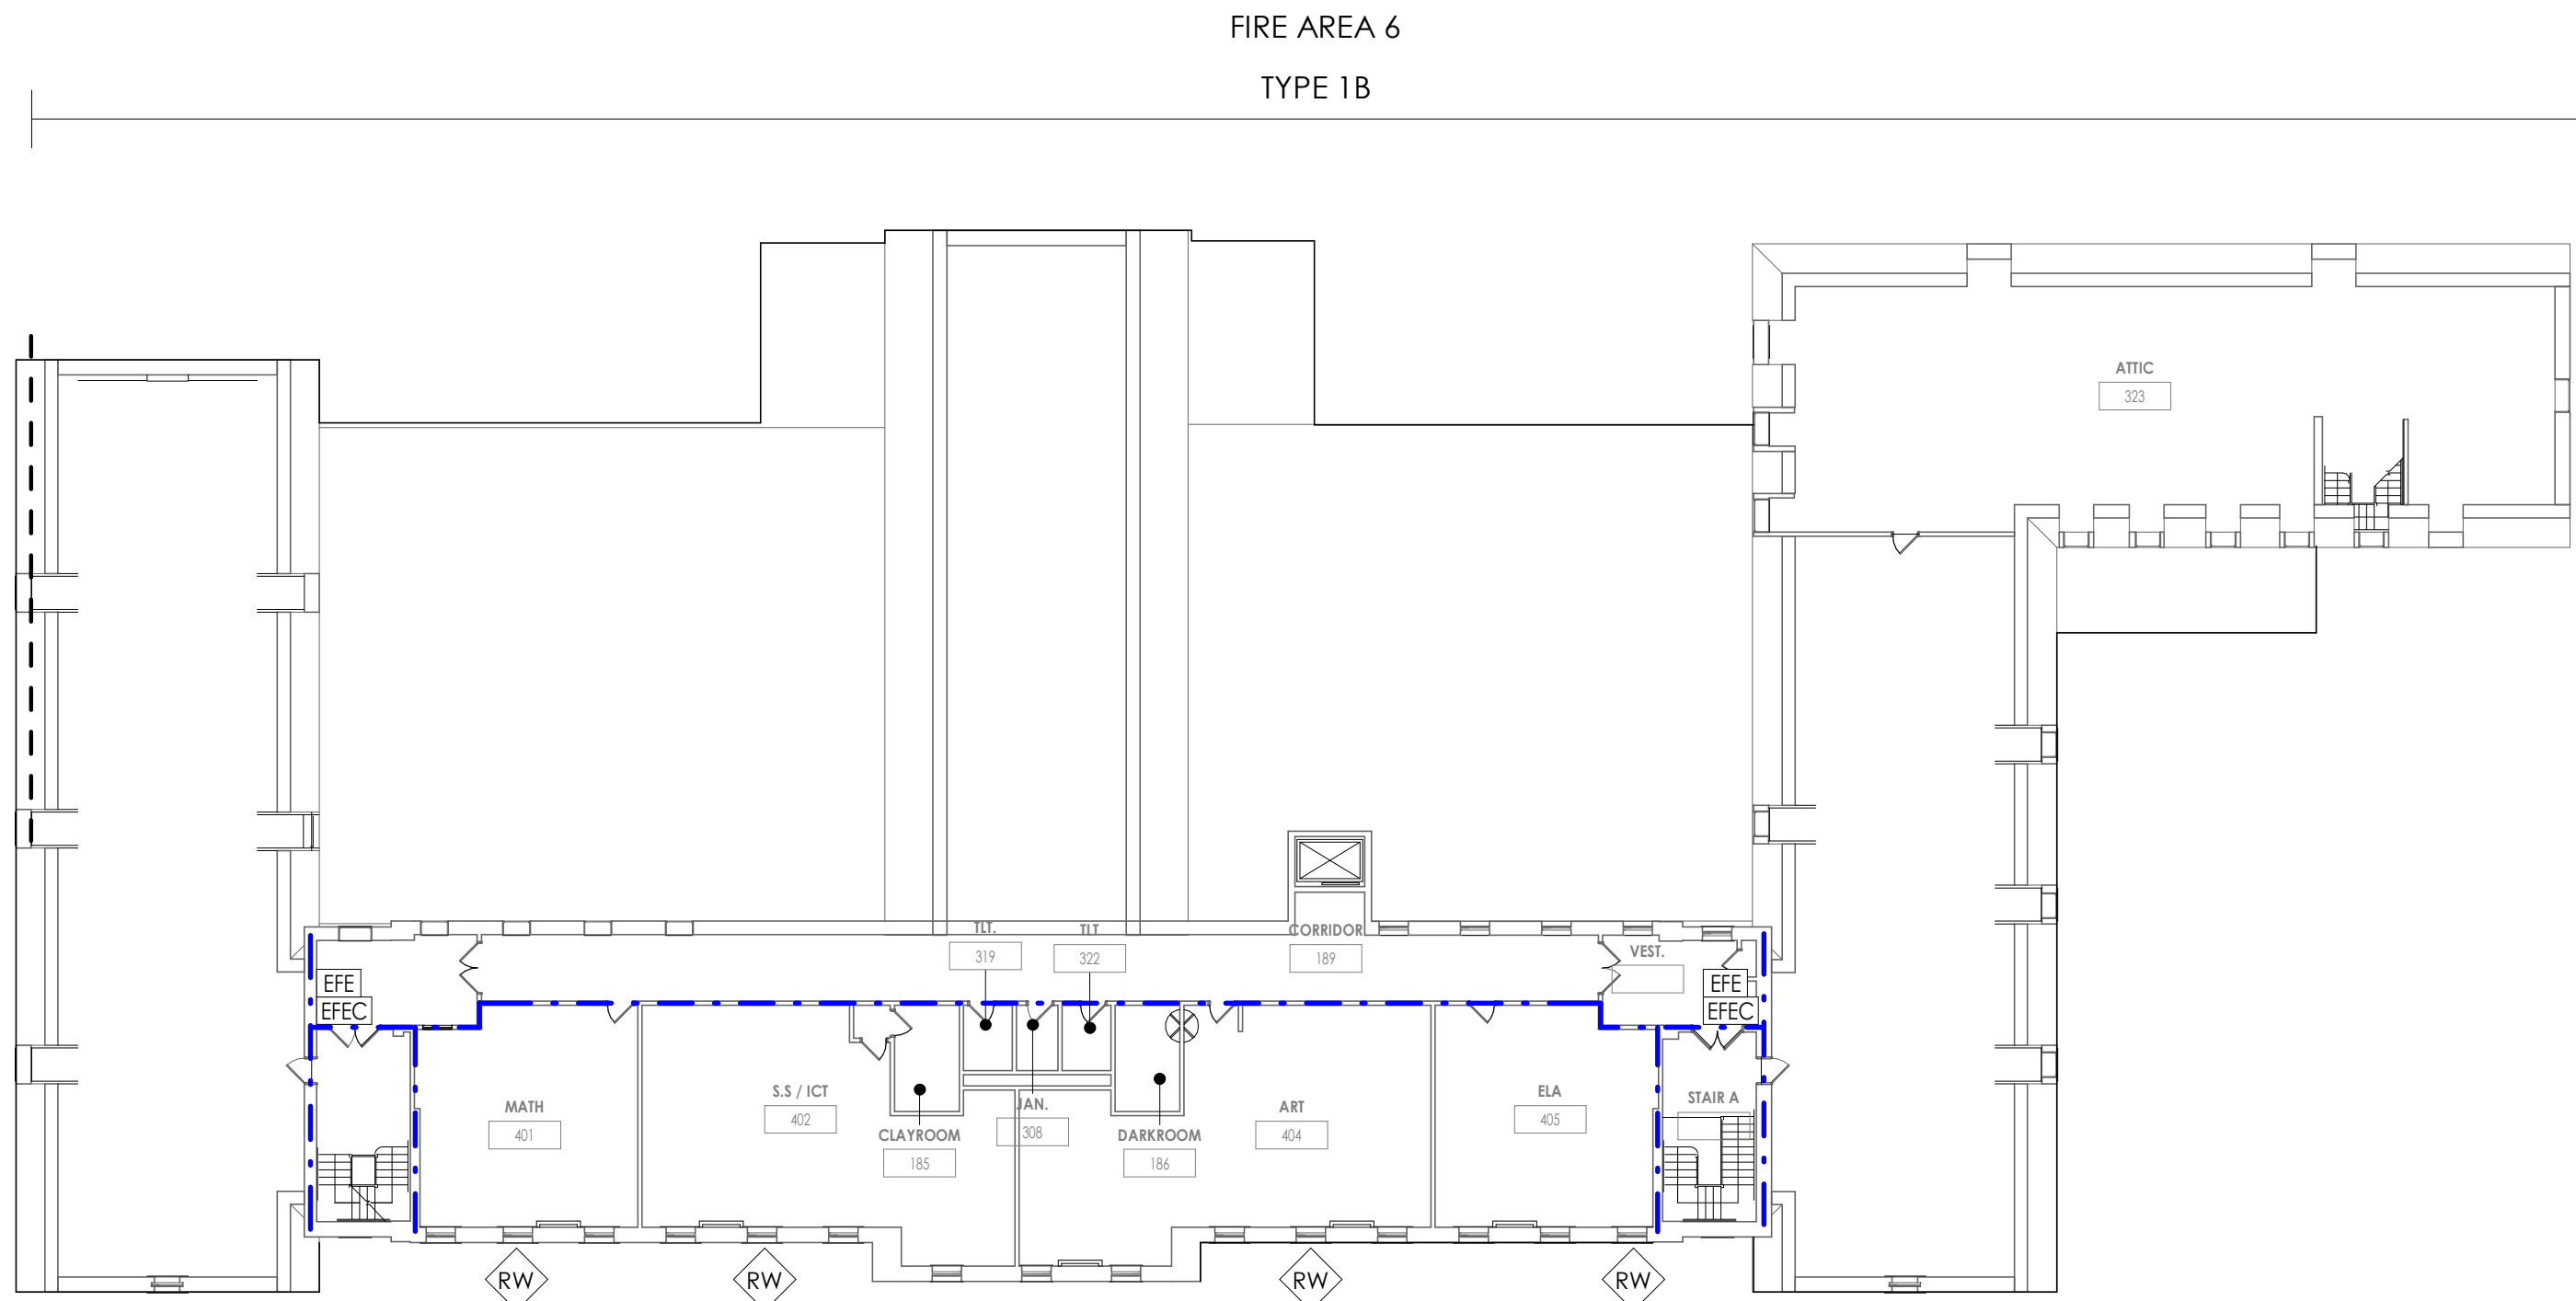 FIRE AREA 6
TYPE 1B
ATTIC
323
TLT.
319
TLT
322
CORRIDOR
189
VEST.
EFE
EFEC
EFE
EFEC
MATH
401
S.S / ICT
402
CLAYROOM
185
JAN.
308
DARKROOM
186
ART
404
ELA
405
STAIR A
RW
RW
RW
RW